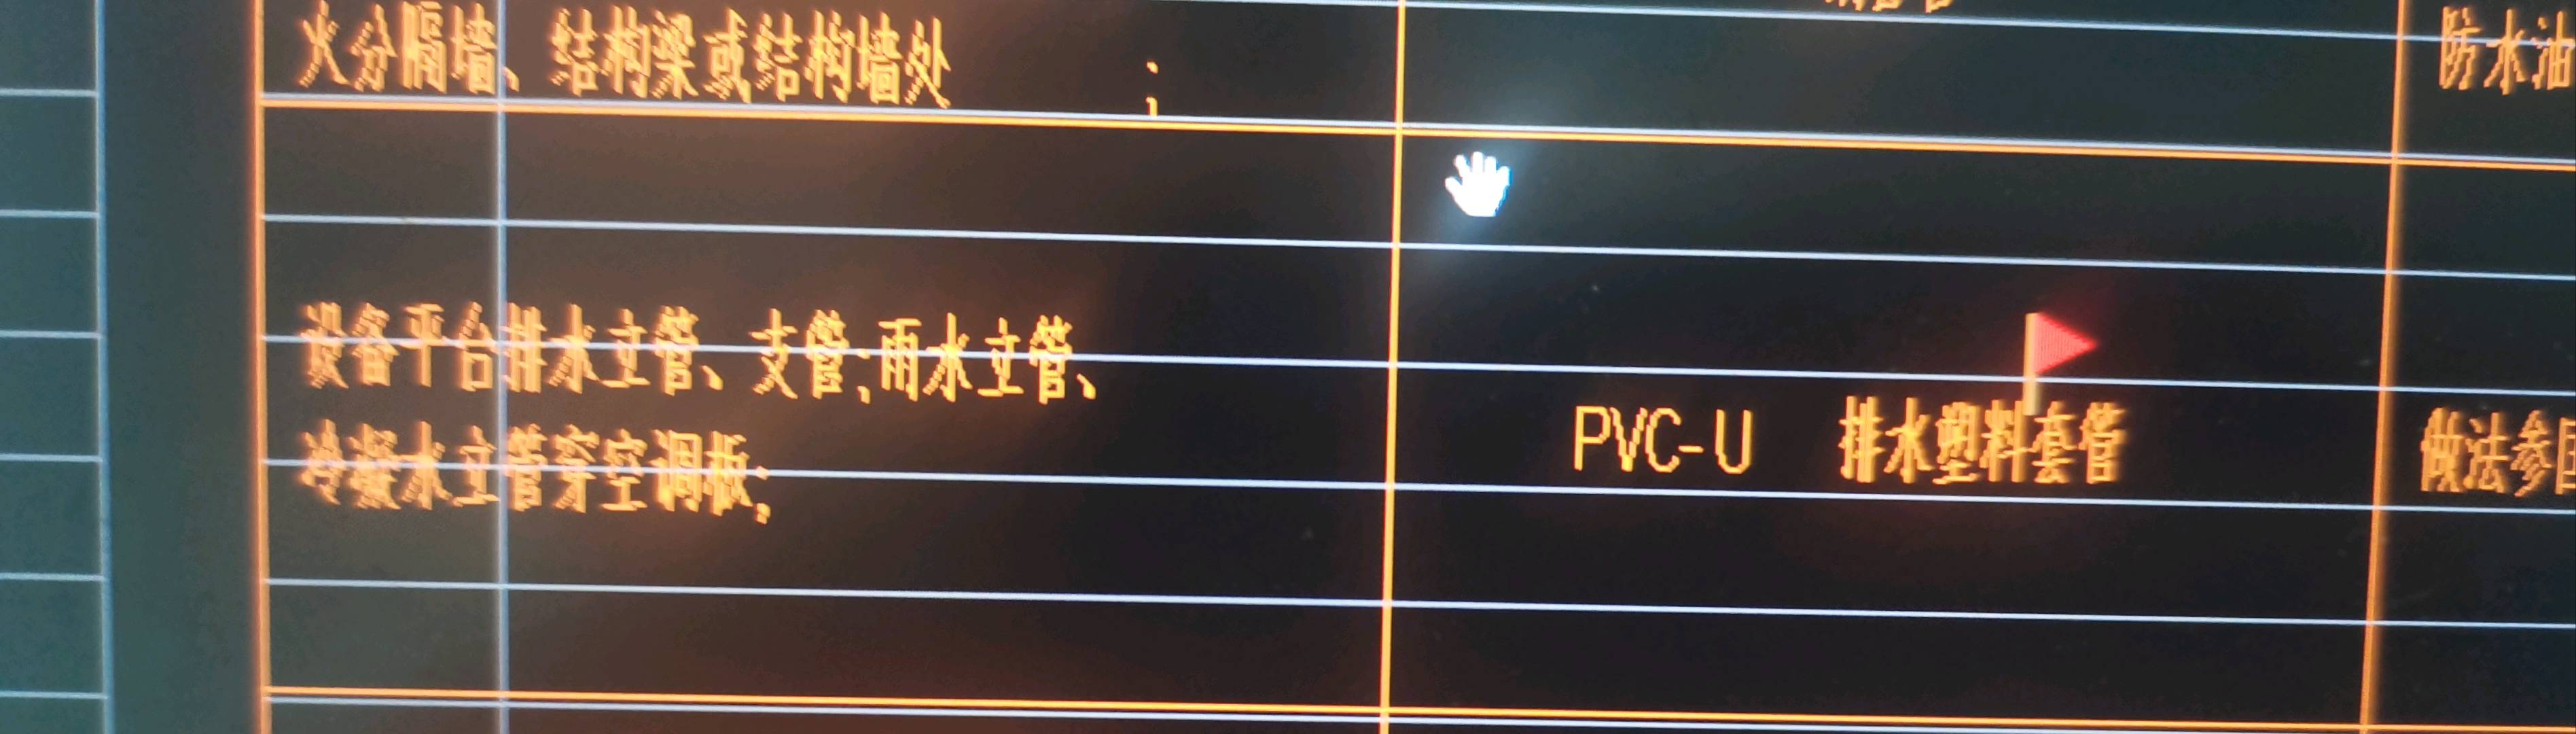 火分隔墙、结构梁或结构墙处
;
防水油
设备平台排水立管、支管;雨水立管、
冷凝水立管穿空调板;
PVC-U 排水塑料套管
做法参